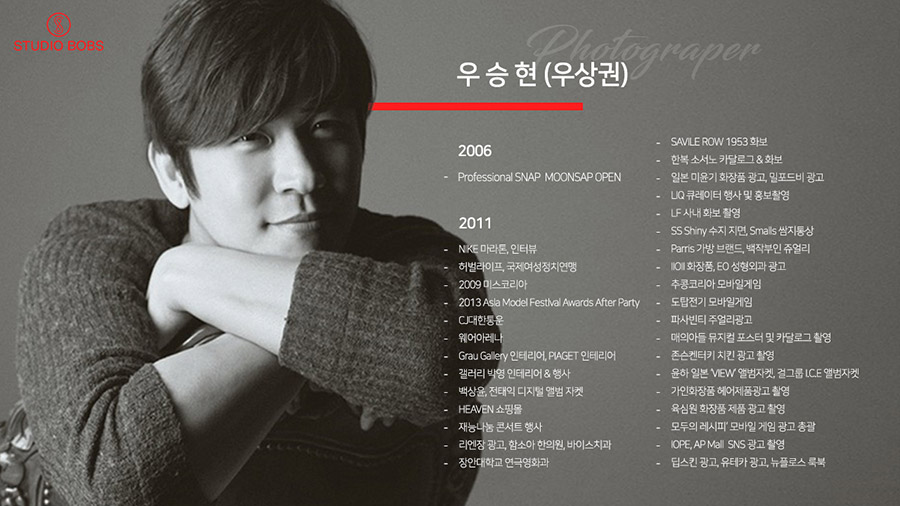 STUDIO BOBS
Photograper
우 승 현 (우상권)
2006
- Professional SNAP MOONSAP OPEN
2011
- NIKE 마라톤, 인터뷰
- 허벌라이프, 국제여성정치연맹
- 2009 미스코리아
- 2013 Asia Model Festival Awards After Party
- CJ대한통운
- 웨어아레나
- Grau Gallery 인테리어, PIAGET 인테리어
- 갤러리 박영 인테리어 & 행사
- 백상윤, 전태익 디지털 앨범 자켓
- HEAVEN 쇼핑몰
- 재능나눔 콘서트 행사
- 리엔장 광고, 함소아 한의원, 바이스치과
- 장안대학교 연극영화과
- SAVILE ROW 1953 화보
- 한복 소서노 카달로그 & 화보
- 일본 미윤기 화장품 광고, 밀포드비 광고
- LIQ 큐레이터 행사 및 홍보촬영
- LF 사내 화보 촬영
- SS Shiny 수지 지면, Smalls 쌈지통상
- Parris 가방 브랜드, 백작부인 쥬얼리
- IIOII 화장품, EO 성형외과 광고
- 추콩코리아 모바일게임
- 도탑전기 모바일게임
- 파사빈티 주얼리광고
- 매의아들 뮤지컬 포스터 및 카달로그 촬영
- 존슨켄터키 치킨 광고 촬영
- 윤하 일본 'VIEW' 앨범자켓, 걸그룹 I.C.E 앨범자켓
- 가인화장품 헤어제품광고 촬영
- 육심원 화장품 제품 광고 촬영
- 모두의 레시피' 모바일 게임 광고 총괄
- IOPE, AP Mall SNS 광고 촬영
- 딥스킨 광고, 유테카 광고, 뉴플로스 룩북